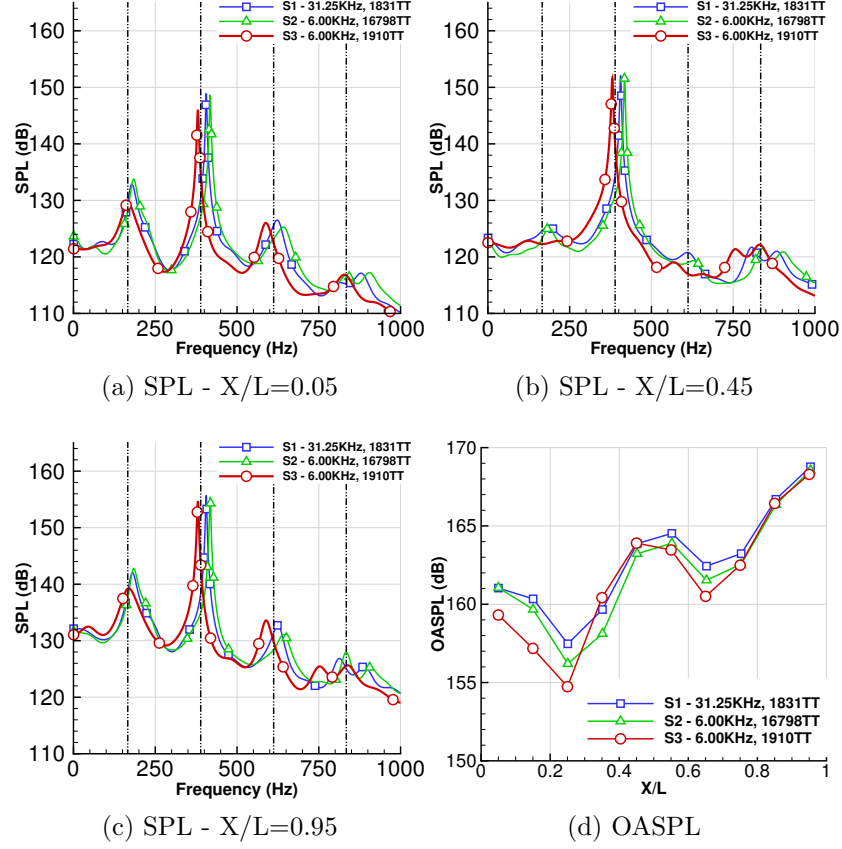 S1 - 31.25KHz, 1831TT
S2 - 6.00KHz, 16798TT
S3 - 6.00KHz, 1910TT
SPL (dB)
160
150
140
130
120
110
0 250 500 750 1000
Frequency (Hz)
(a) SPL - X/L=0.05
S1 - 31.25KHz, 1831TT
S2 - 6.00KHz, 16798TT
S3 - 6.00KHz, 1910TT
SPL (dB)
160
150
140
130
120
110
0 250 500 750 1000
Frequency (Hz)
(b) SPL - X/L=0.45
S1 - 31.25KHz, 1831TT
S2 - 6.00KHz, 16798TT
S3 - 6.00KHz, 1910TT
SPL (dB)
160
150
140
130
120
110
0 250 500 750 1000
Frequency (Hz)
(c) SPL - X/L=0.95
OASPL (dB)
170
165
160
155
150
S1 - 31.25KHz, 1831TT
S2 - 6.00KHz, 16798TT
S3 - 6.00KHz, 1910TT
0 0.2 0.4 0.6 0.8 1
X/L
(d) OASPL